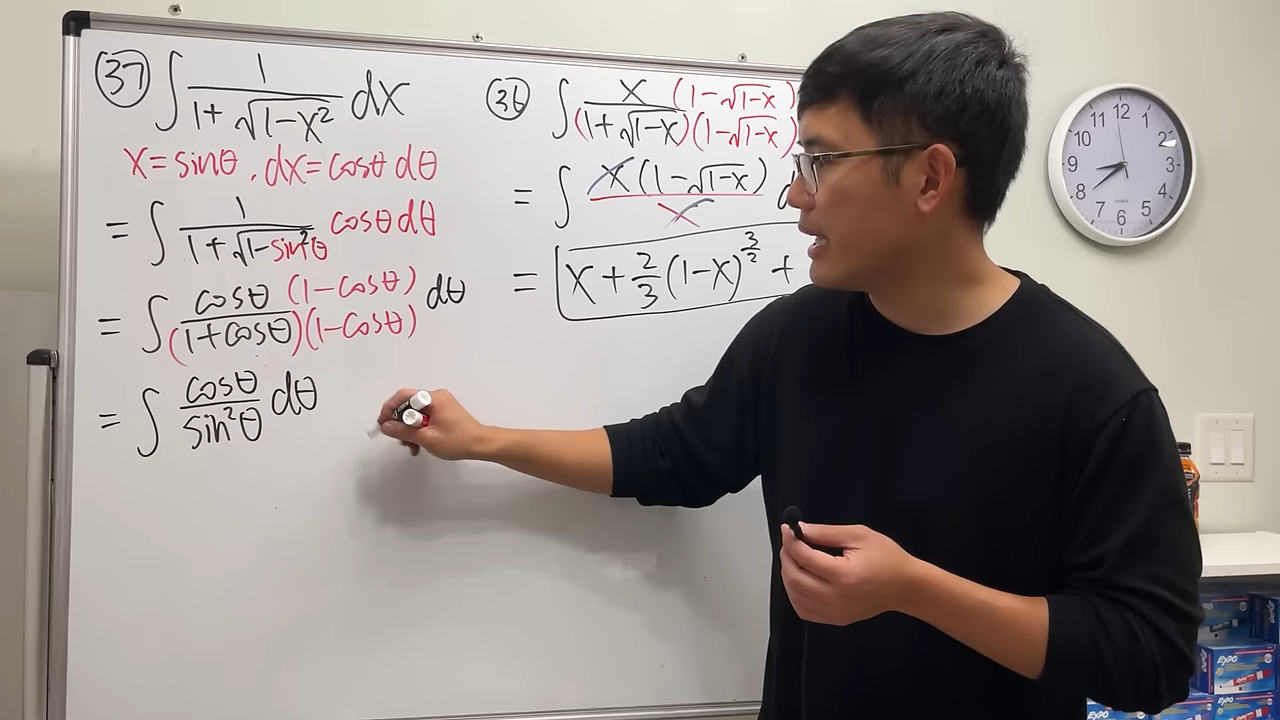 (37) ∫ 1/(1+√(1-x²)) dx
x=sinθ, dx=cosθ dθ
= ∫ 1/(1+√(1-sin²θ)) cosθ dθ
= ∫ cosθ (1-cosθ)/((1+cosθ)(1-cosθ)) dθ
= ∫ cosθ/sin²θ dθ
(36) ∫ x(1-√(1-x))/((1+√(1-x))(1-√(1-x)))
= ∫ x(1-√(1-x))/x d
= x + 2/3 (1-x)^(3/2) +
12
1
2
3
4
5
6
7
8
9
10
11
EXPO
EXPO